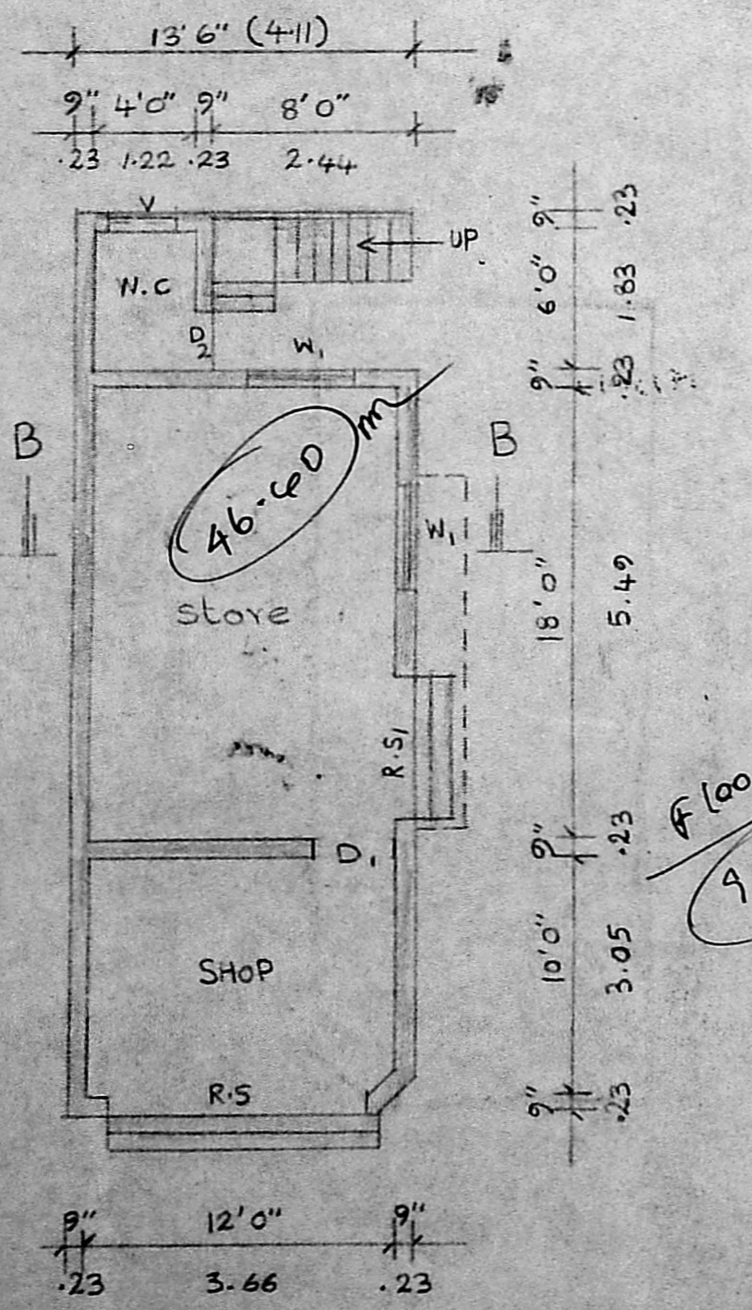 13'6" (4.11)
9" 4'0" 9" 8'0"
.23 1.22 .23 2.44
V
UP
W.C
D2
W1
9" .23
6'0" 1.83
9" .23
B B
46.60 m
W1
store
18'0" 5.49
R.S1
D1
9" .23
SHOP
10'0" 3.05
R.S
9" .23
9" 12'0" 9"
.23 3.66 .23